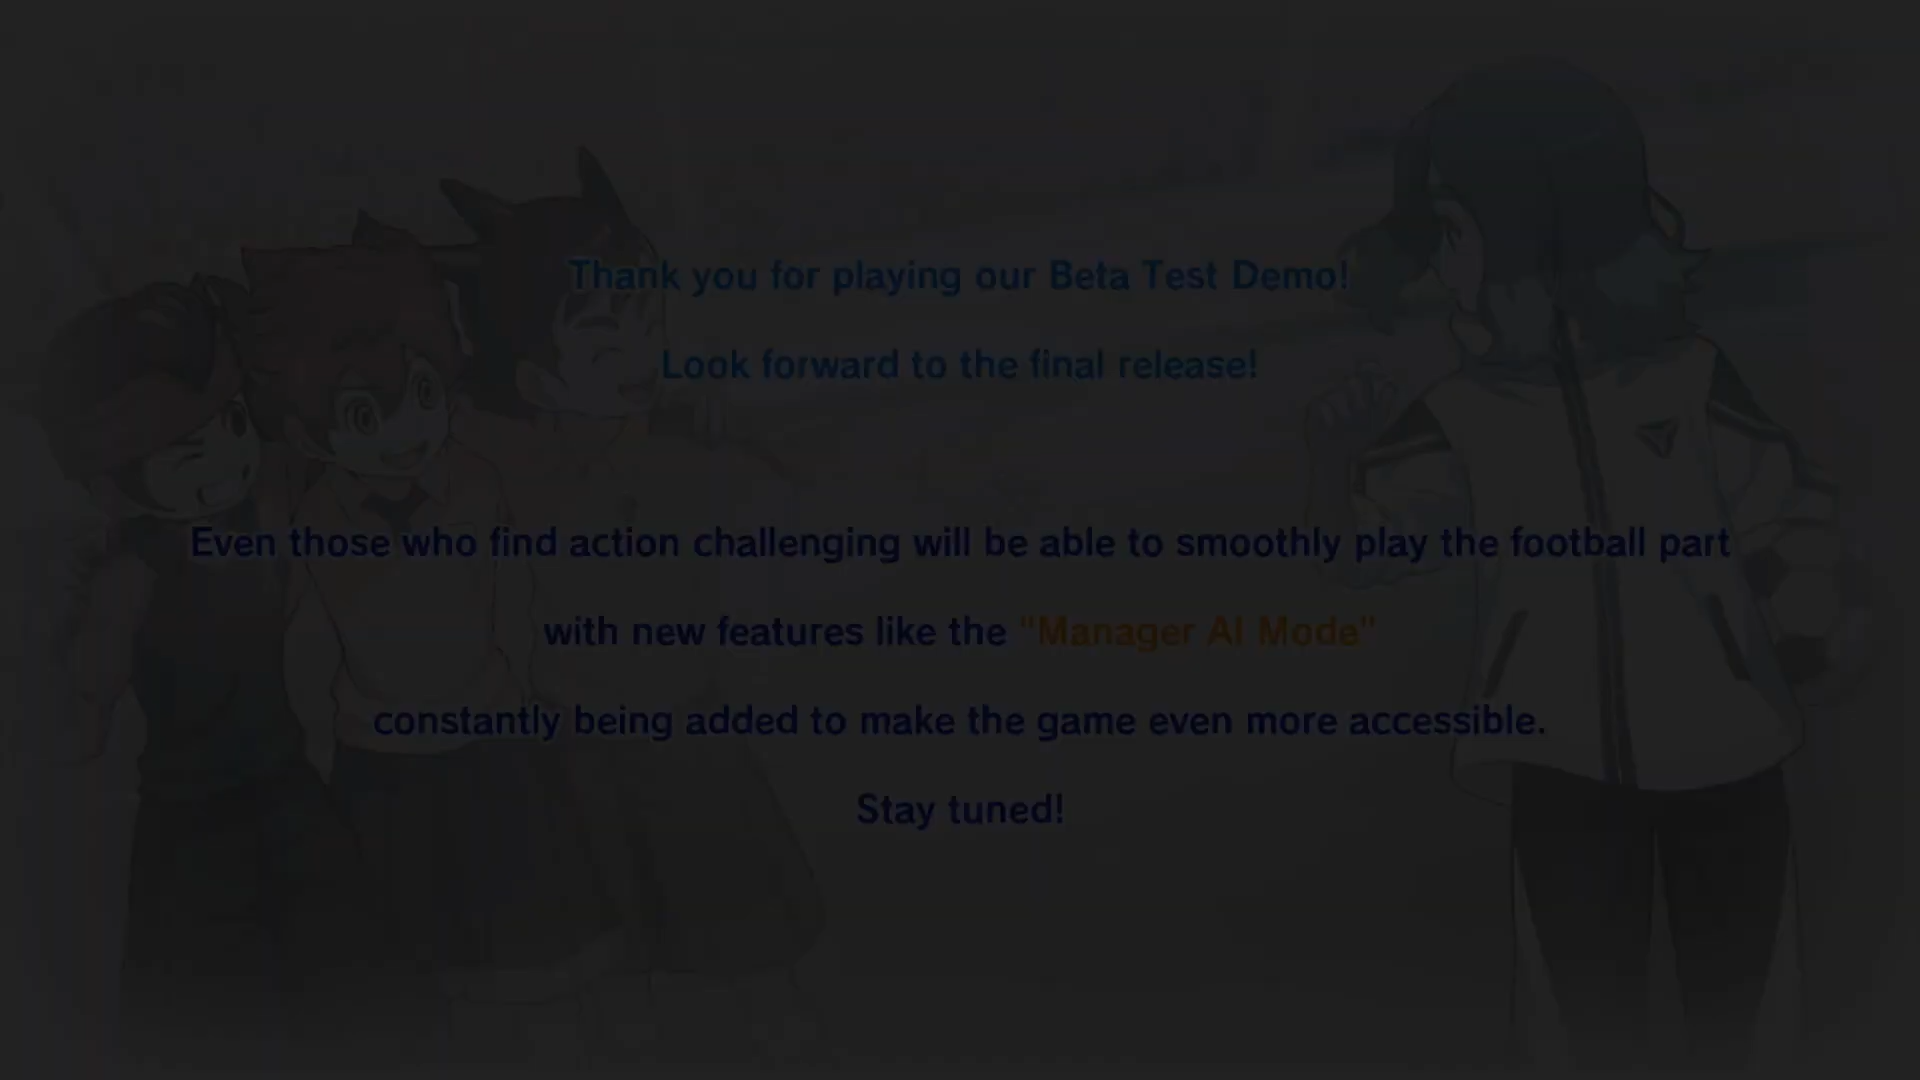 Thank you for playing our Beta Test Demo!
Look forward to the final release!
Even those who find action challenging will be able to smoothly play the football part
with new features like the "Manager AI Mode"
constantly being added to make the game even more accessible.
Stay tuned!